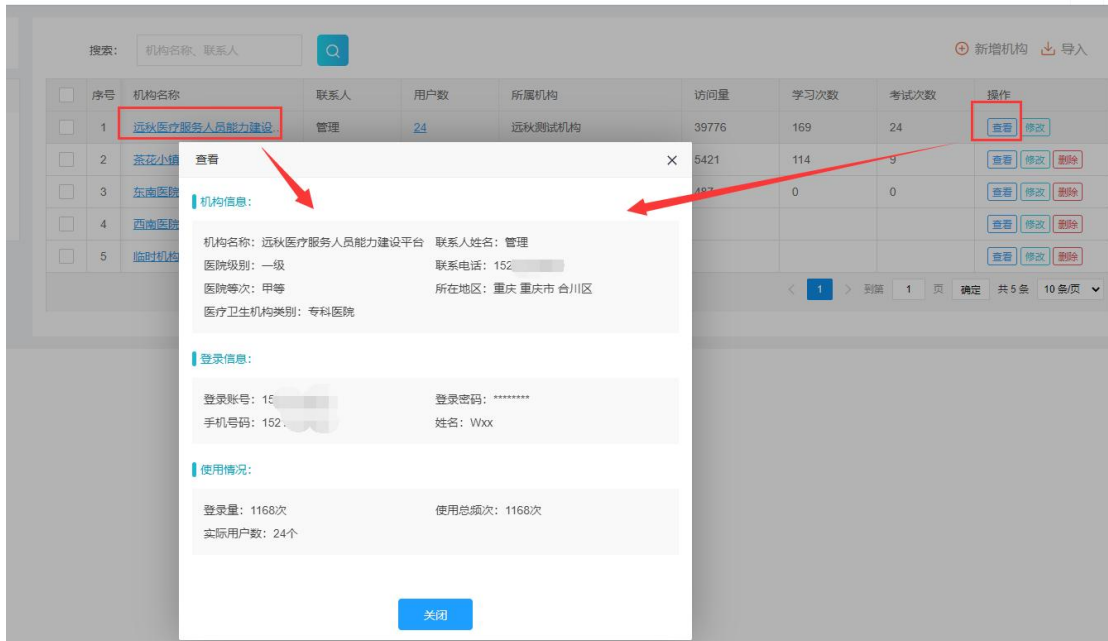 搜索： 机构名称、联系人 新增机构 导入
序号 机构名称 联系人 用户数 所属机构 访问量 学习次数 考试次数 操作
1 远秋医疗服务人员能力建设.. 管理 24 远秋测试机构 39776 169 24 查看 修改
2 茶花小镇 5421 114 9 查看 修改 删除
3 东南医院 487 0 0 查看 修改 删除
4 西南医院 查看 修改 删除
5 临时机构 查看 修改 删除
< 1 > 到第 1 页 确定 共 5 条 10 条/页
查看 ×
机构信息：
机构名称：远秋医疗服务人员能力建设平台 联系人姓名：管理
医院级别：一级 联系电话：152
医院等次：甲等 所在地区：重庆 重庆市 合川区
医疗卫生机构类别：专科医院
登录信息：
登录账号：15 登录密码：********
手机号码：152 姓名：Wxx
使用情况：
登录量：1168次 使用总频次：1168次
实际用户数：24个
关闭